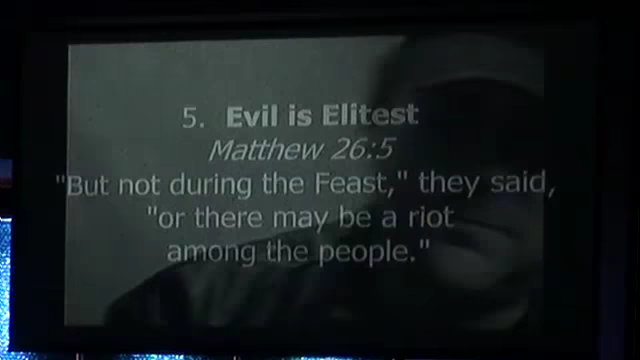 5. Evil is Elitest
Matthew 26:5
"But not during the Feast," they said,
"or there may be a riot
among the people."